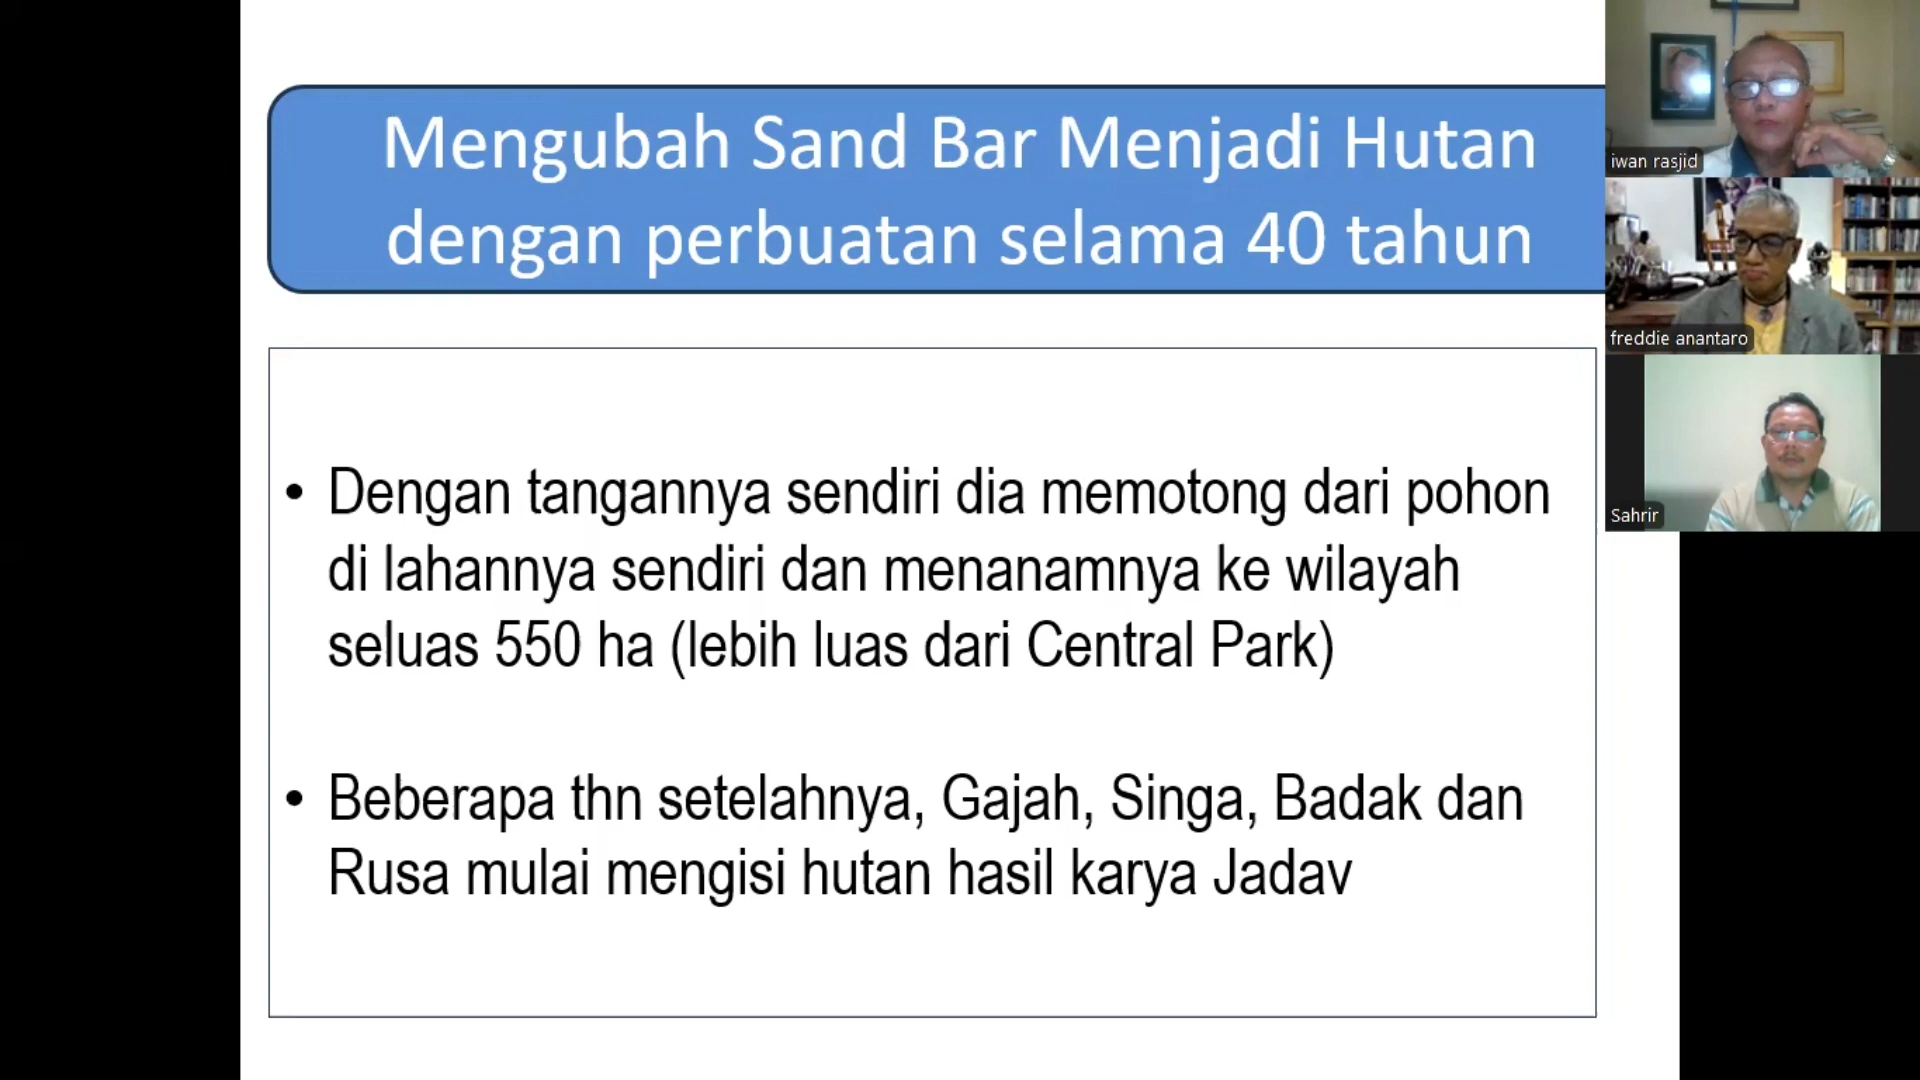 Mengubah Sand Bar Menjadi Hutan
dengan perbuatan selama 40 tahun
• Dengan tangannya sendiri dia memotong dari pohon
di lahannya sendiri dan menanamnya ke wilayah
seluas 550 ha (lebih luas dari Central Park)
• Beberapa thn setelahnya, Gajah, Singa, Badak dan
Rusa mulai mengisi hutan hasil karya Jadav
iwan rasjid
freddie anantaro
Sahrir